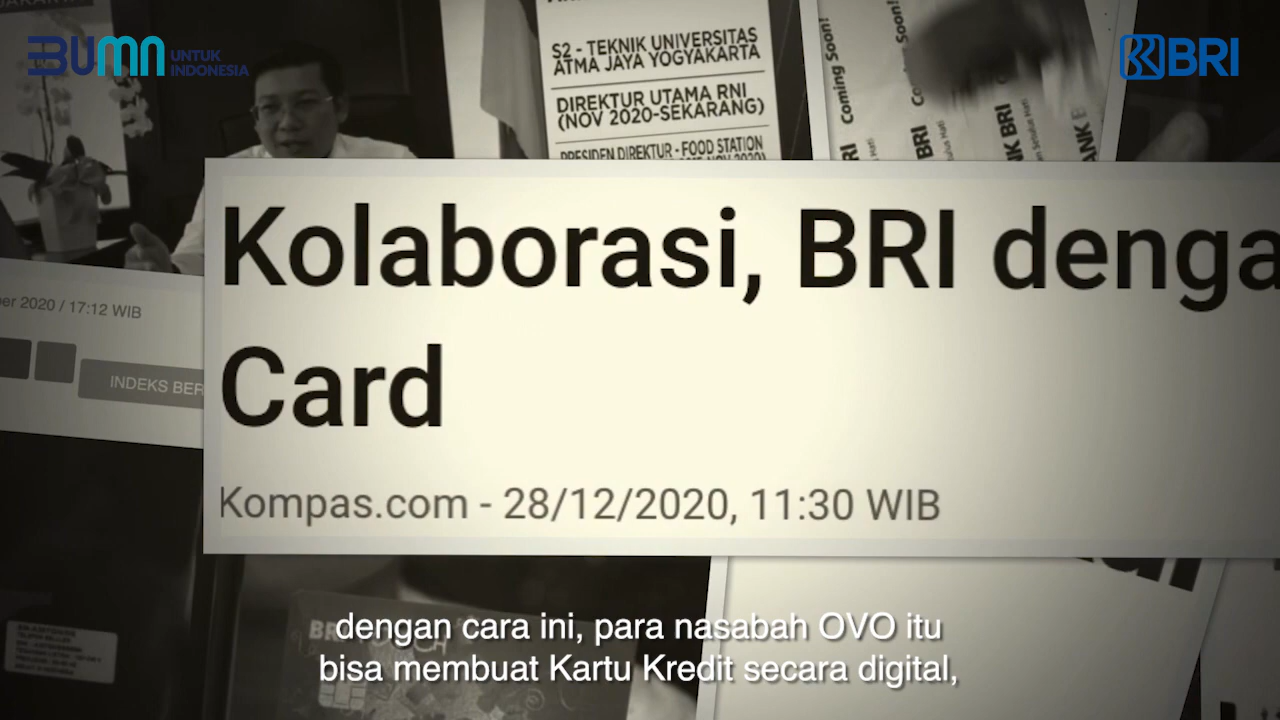 BUMN
UNTUK
INDONESIA
BRI
S2 - TEKNIK UNIVERSITAS
ATMA JAYA YOGYAKARTA
DIREKTUR UTAMA RNI
(NOV 2020-SEKARANG)
PRESIDEN DIREKTUR - FOOD STATION
Coming Soon!
Soon!
BRI
BRI
Kolaborasi, BRI denga
Card
Kompas.com - 28/12/2020, 11:30 WIB
2020 / 17:12 WIB
INDEKS BER
dengan cara ini, para nasabah OVO itu
bisa membuat Kartu Kredit secara digital,